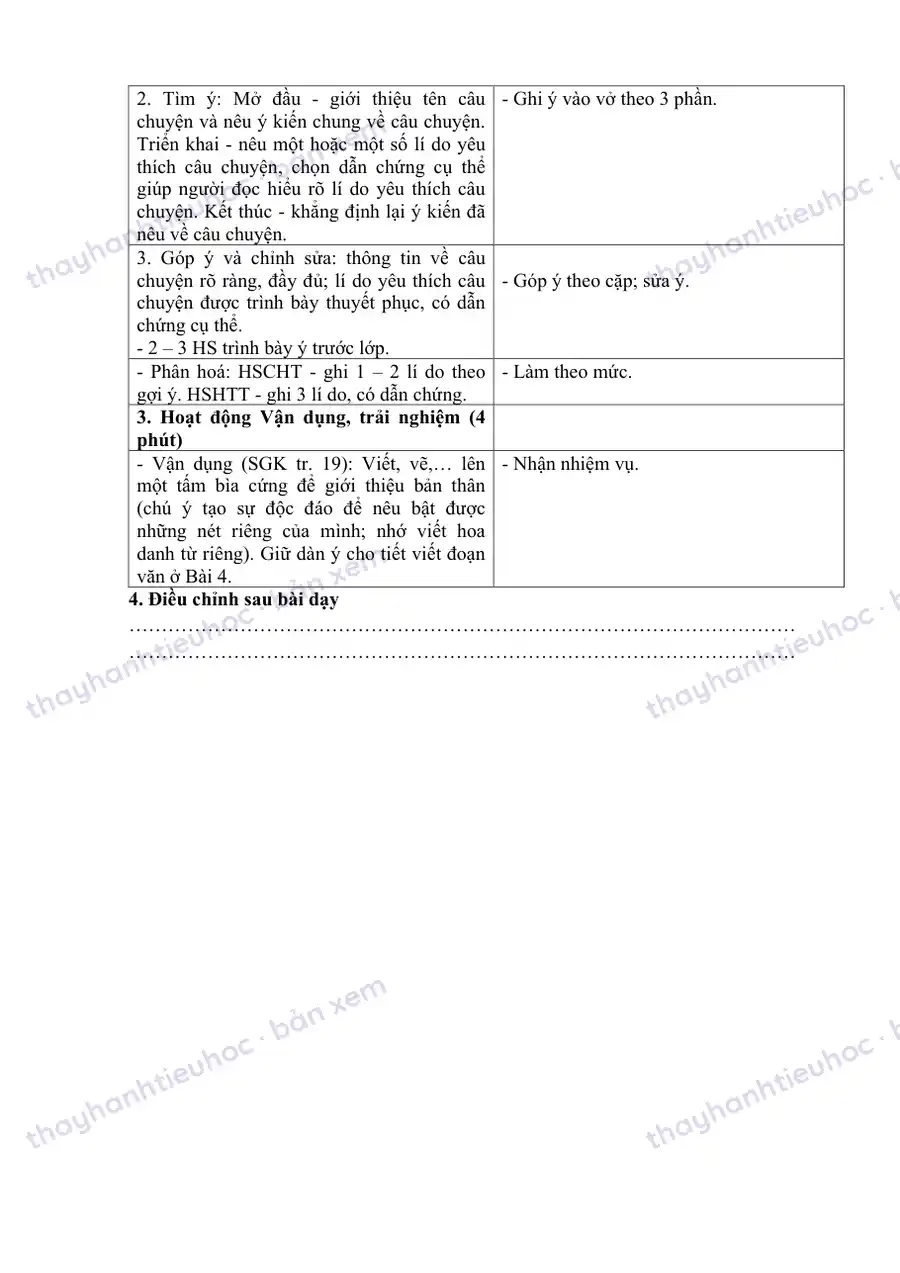 2. Tìm ý: Mở đầu - giới thiệu tên câu
chuyện và nêu ý kiến chung về câu chuyện.
Triển khai - nêu một hoặc một số lí do yêu
thích câu chuyện, chọn dẫn chứng cụ thể
giúp người đọc hiểu rõ lí do yêu thích câu
chuyện. Kết thúc - khẳng định lại ý kiến đã
nêu về câu chuyện.
- Ghi ý vào vở theo 3 phần.
3. Góp ý và chỉnh sửa: thông tin về câu
chuyện rõ ràng, đầy đủ; lí do yêu thích câu
chuyện được trình bày thuyết phục, có dẫn
chứng cụ thể.
- 2 – 3 HS trình bày ý trước lớp.
- Góp ý theo cặp; sửa ý.
- Phân hoá: HSCHT - ghi 1 – 2 lí do theo
gợi ý. HSHTT - ghi 3 lí do, có dẫn chứng.
- Làm theo mức.
3. Hoạt động Vận dụng, trải nghiệm (4
phút)
- Vận dụng (SGK tr. 19): Viết, vẽ,… lên
một tấm bìa cứng để giới thiệu bản thân
(chú ý tạo sự độc đáo để nêu bật được
những nét riêng của mình; nhớ viết hoa
danh từ riêng). Giữ dàn ý cho tiết viết đoạn
văn ở Bài 4.
- Nhận nhiệm vụ.
4. Điều chỉnh sau bài dạy
……………………………………………………………………………………
……………………………………………………………………………………
thayhanhtieuhoc · bản xem
thayhanhtieuhoc · b
thayhanhtieuhoc · bản xem
thayhanhtieuhoc · b
thayhanhtieuhoc · bản xem
thayhanhtieuhoc · b